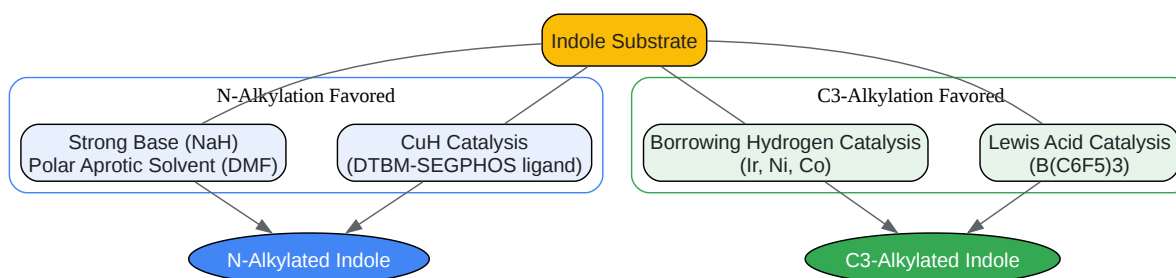 Indole Substrate
N-Alkylation Favored
C3-Alkylation Favored
Strong Base (NaH)
Polar Aprotic Solvent (DMF)
CuH Catalysis
(DTBM-SEGPHOS ligand)
Borrowing Hydrogen Catalysis
(Ir, Ni, Co)
Lewis Acid Catalysis
(B(C6F5)3)
N-Alkylated Indole
C3-Alkylated Indole